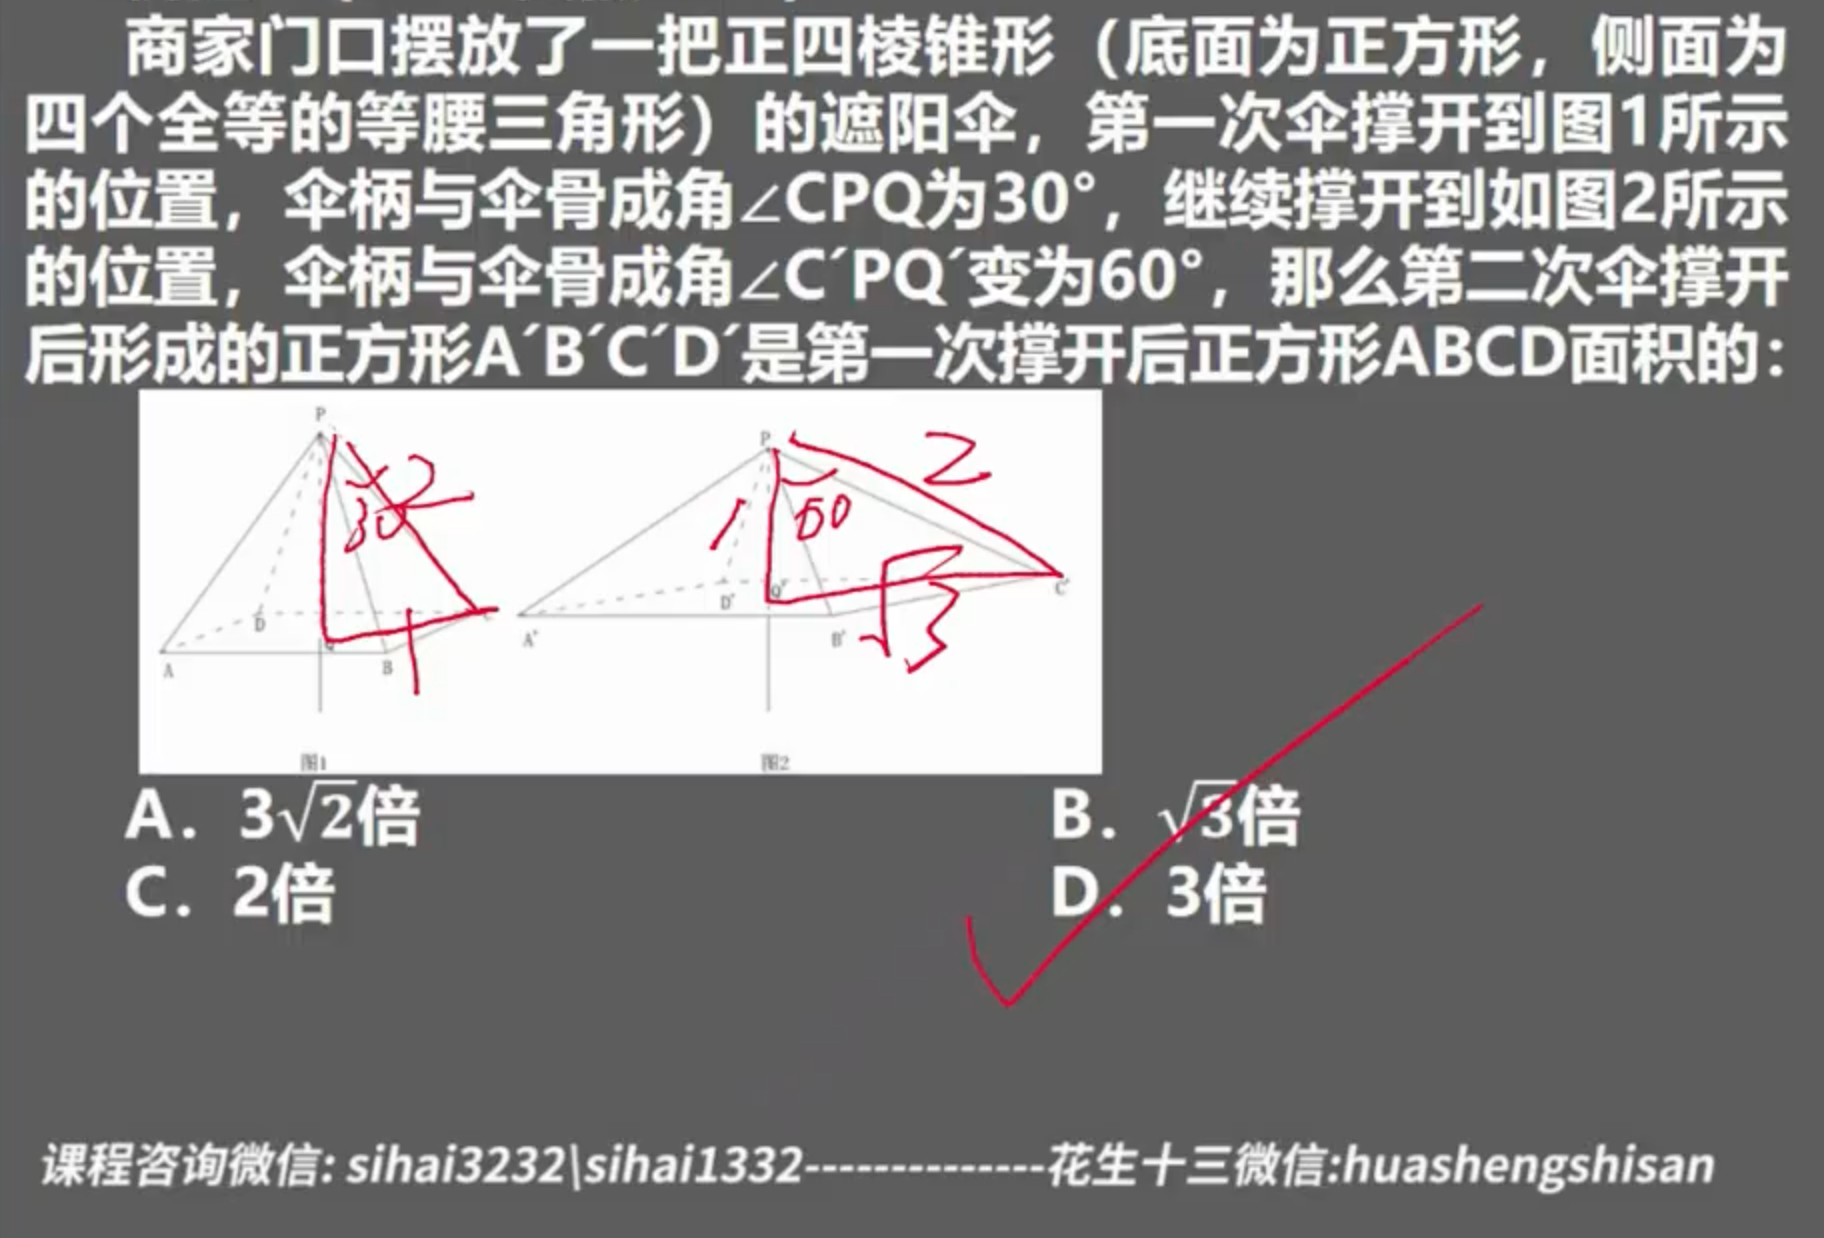 商家门口摆放了一把正四棱锥形（底面为正方形，侧面为
四个全等的等腰三角形）的遮阳伞，第一次伞撑开到图1所示
的位置，伞柄与伞骨成角∠CPQ为30°，继续撑开到如图2所示
的位置，伞柄与伞骨成角∠C´PQ´变为60°，那么第二次伞撑开
后形成的正方形A´B´C´D´是第一次撑开后正方形ABCD面积的：
P
2
30
D
A
Q
B
1
图1
P
2
1
60
√3
D'
Q'
C'
A'
B'
图2
A. 3√2倍
B. √3倍
C. 2倍
D. 3倍
课程咨询微信: sihai3232\sihai1332--------------花生十三微信:huashengshisan